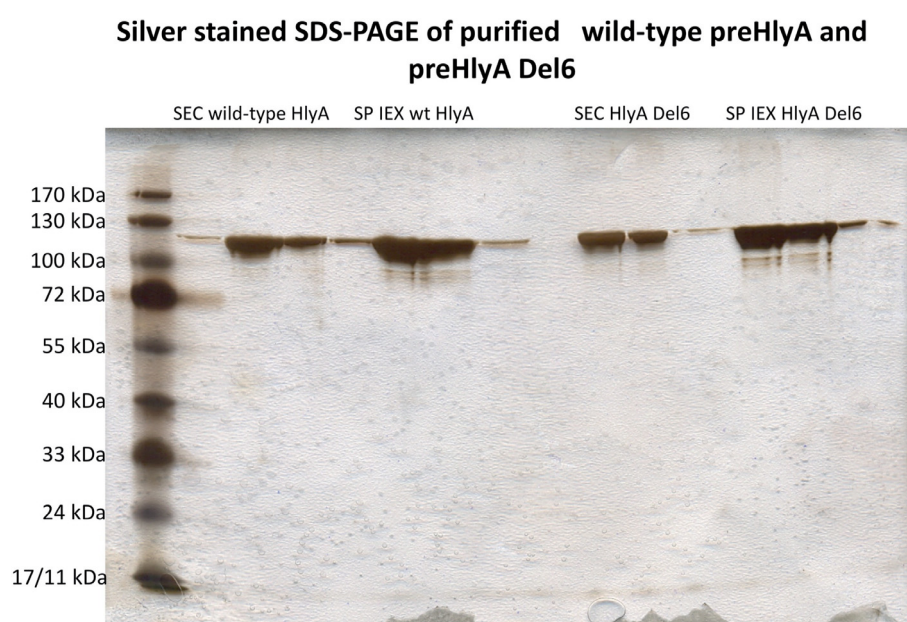 Silver stained SDS-PAGE of purified wild-type preHlyA and
preHlyA Del6
SEC wild-type HlyA SP IEX wt HlyA SEC HlyA Del6 SP IEX HlyA Del6
170 kDa
130 kDa
100 kDa
72 kDa
55 kDa
40 kDa
33 kDa
24 kDa
17/11 kDa